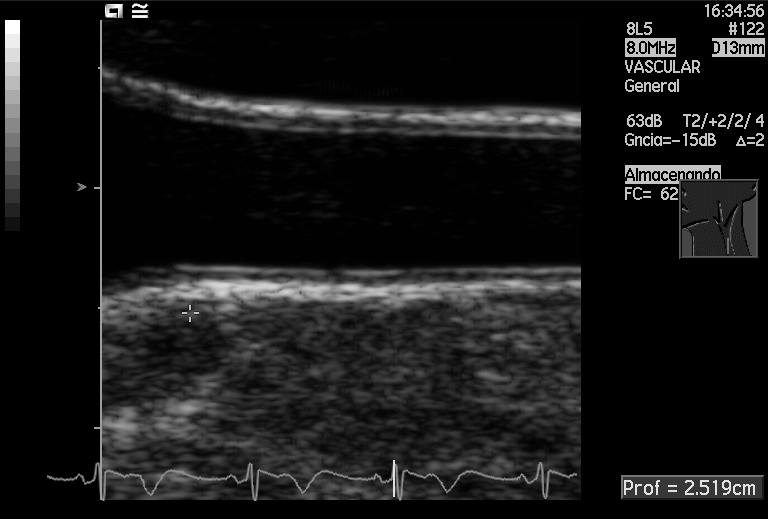 16:34:56
8L5 #122
8.0MHz D13mm
VASCULAR
General
63dB T2/+2/2/ 4
Gncia=-15dB Δ=2
Almacenando
FC= 62
Prof = 2.519cm